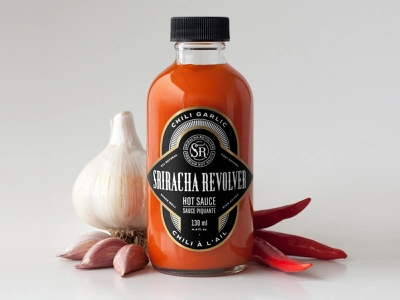 CHILI GARLIC
SR
SRIRACHA REVOLVER
HOT SAUCE
SAUCE PIQUANTE
130 ml
CHILI À L'AIL